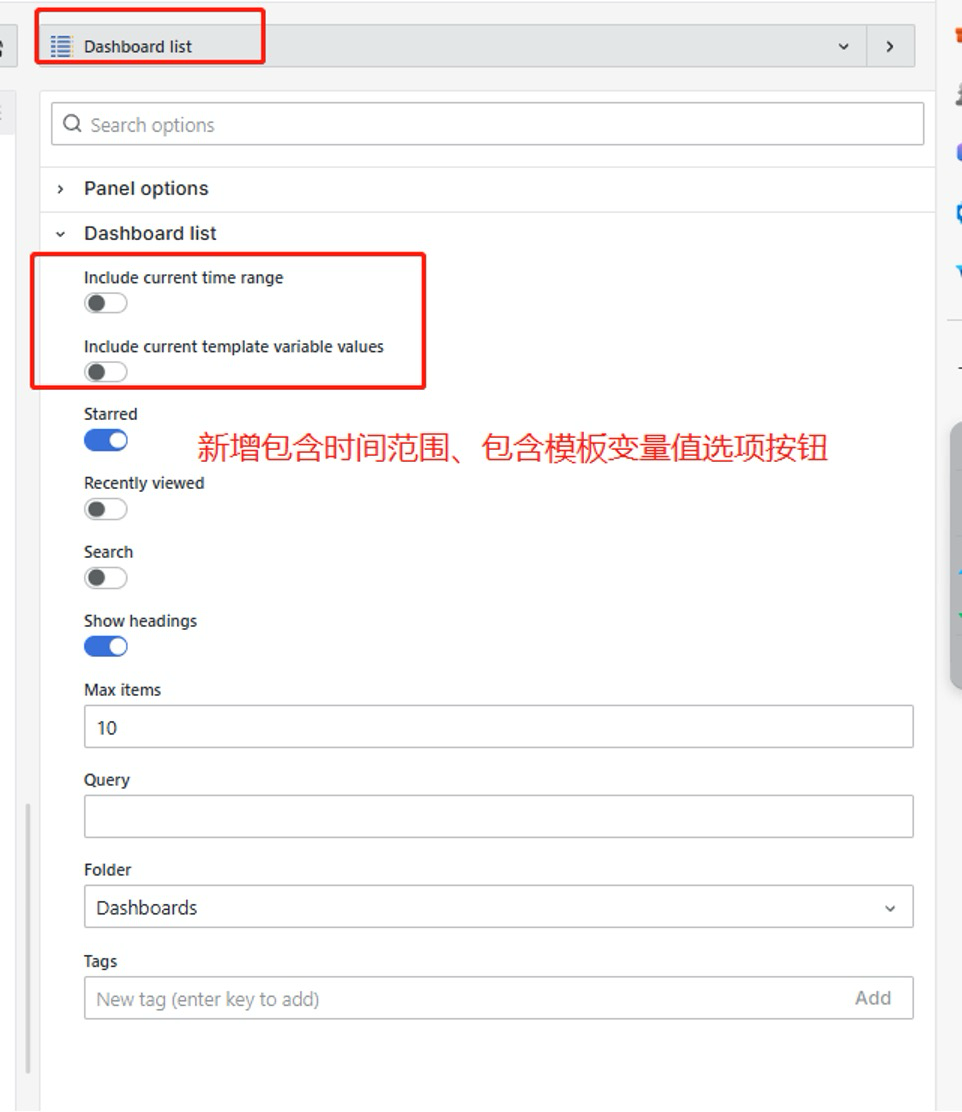 Dashboard list
Search options
Panel options
Dashboard list
Include current time range
Include current template variable values
Starred
新增包含时间范围、包含模板变量值选项按钮
Recently viewed
Search
Show headings
Max items
10
Query
Folder
Dashboards
Tags
New tag (enter key to add)
Add